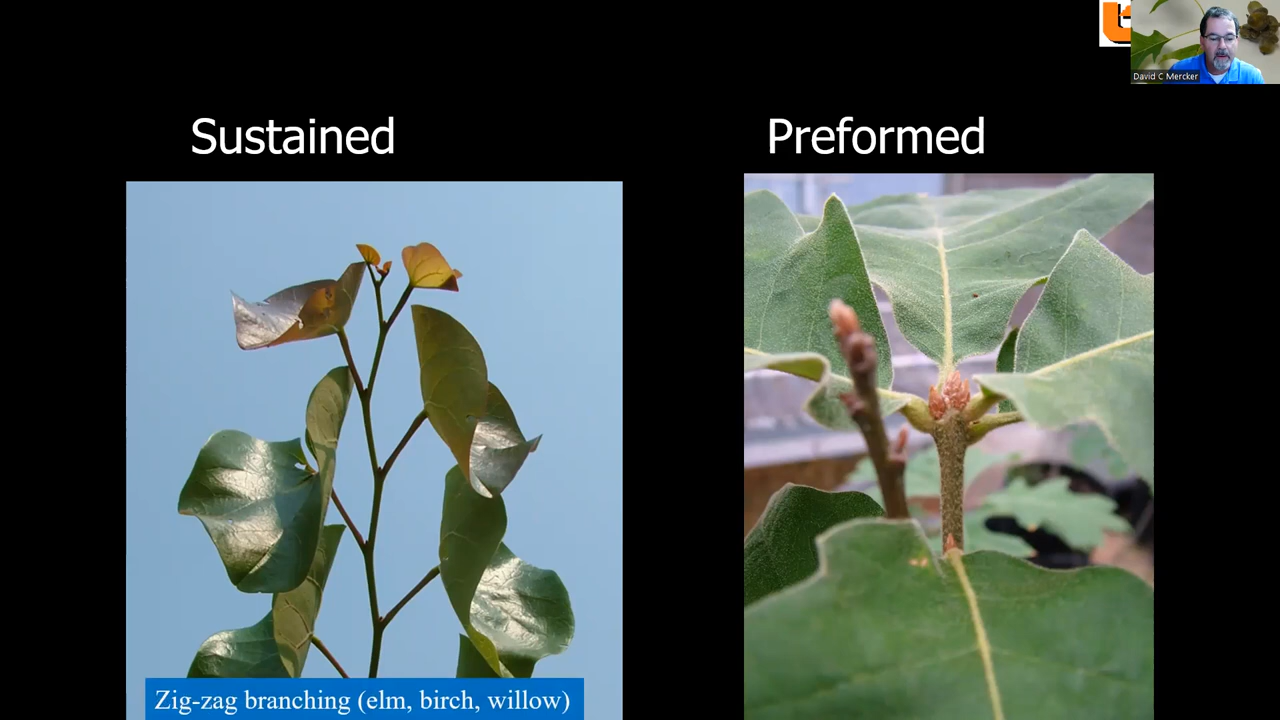 David C Mercker
Sustained
Preformed
Zig-zag branching (elm, birch, willow)